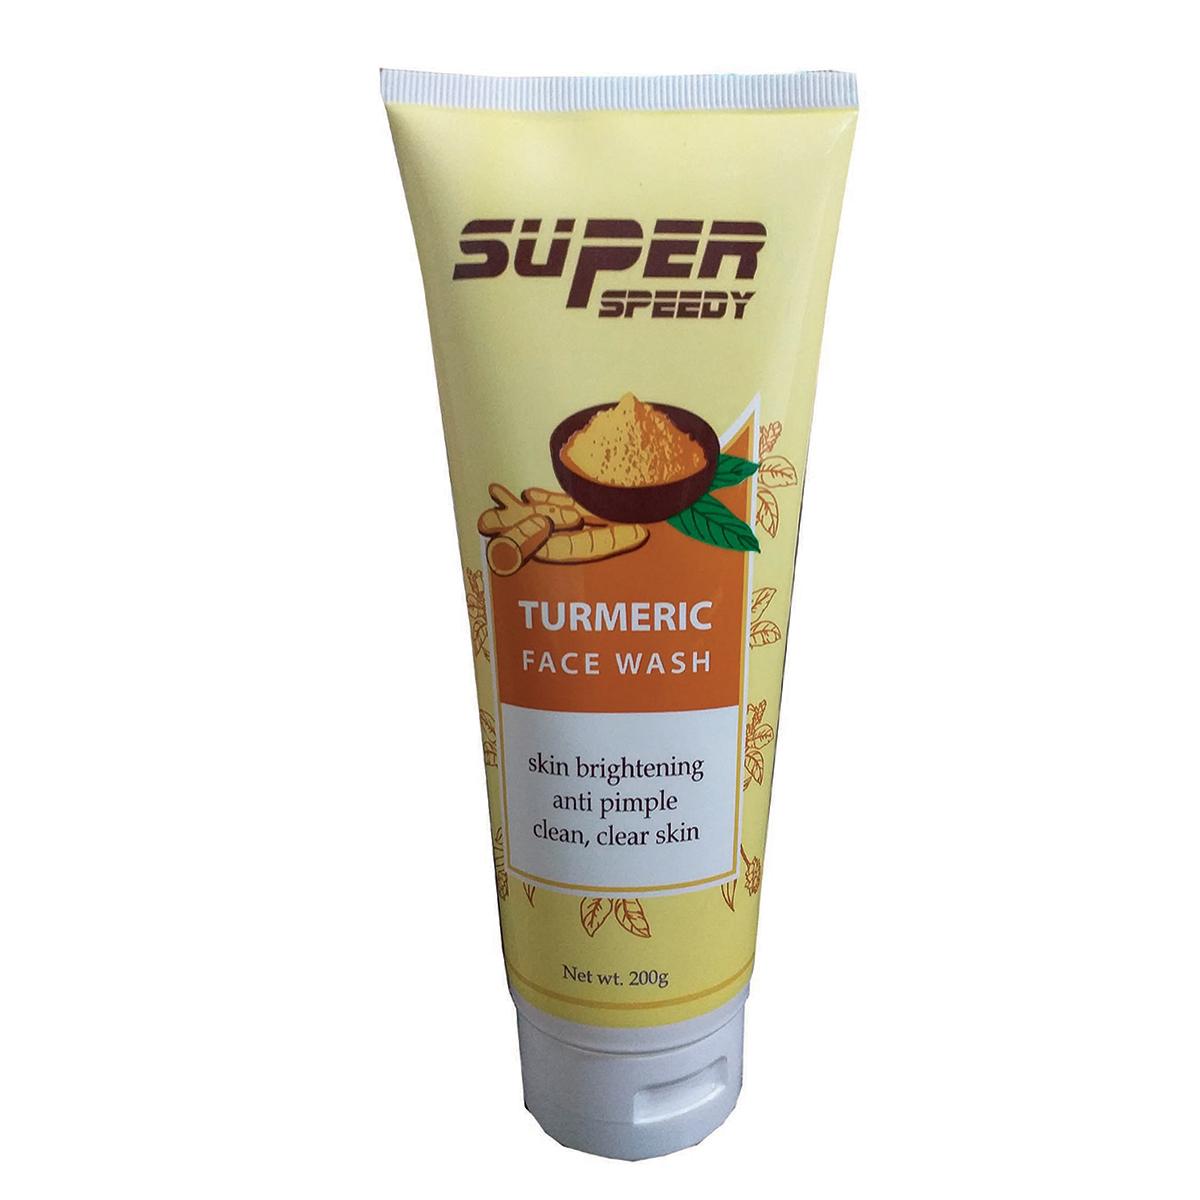 SUPER
SPEEDY
TURMERIC
FACE WASH
skin brightening
anti pimple
clean, clear skin
Net wt. 200g